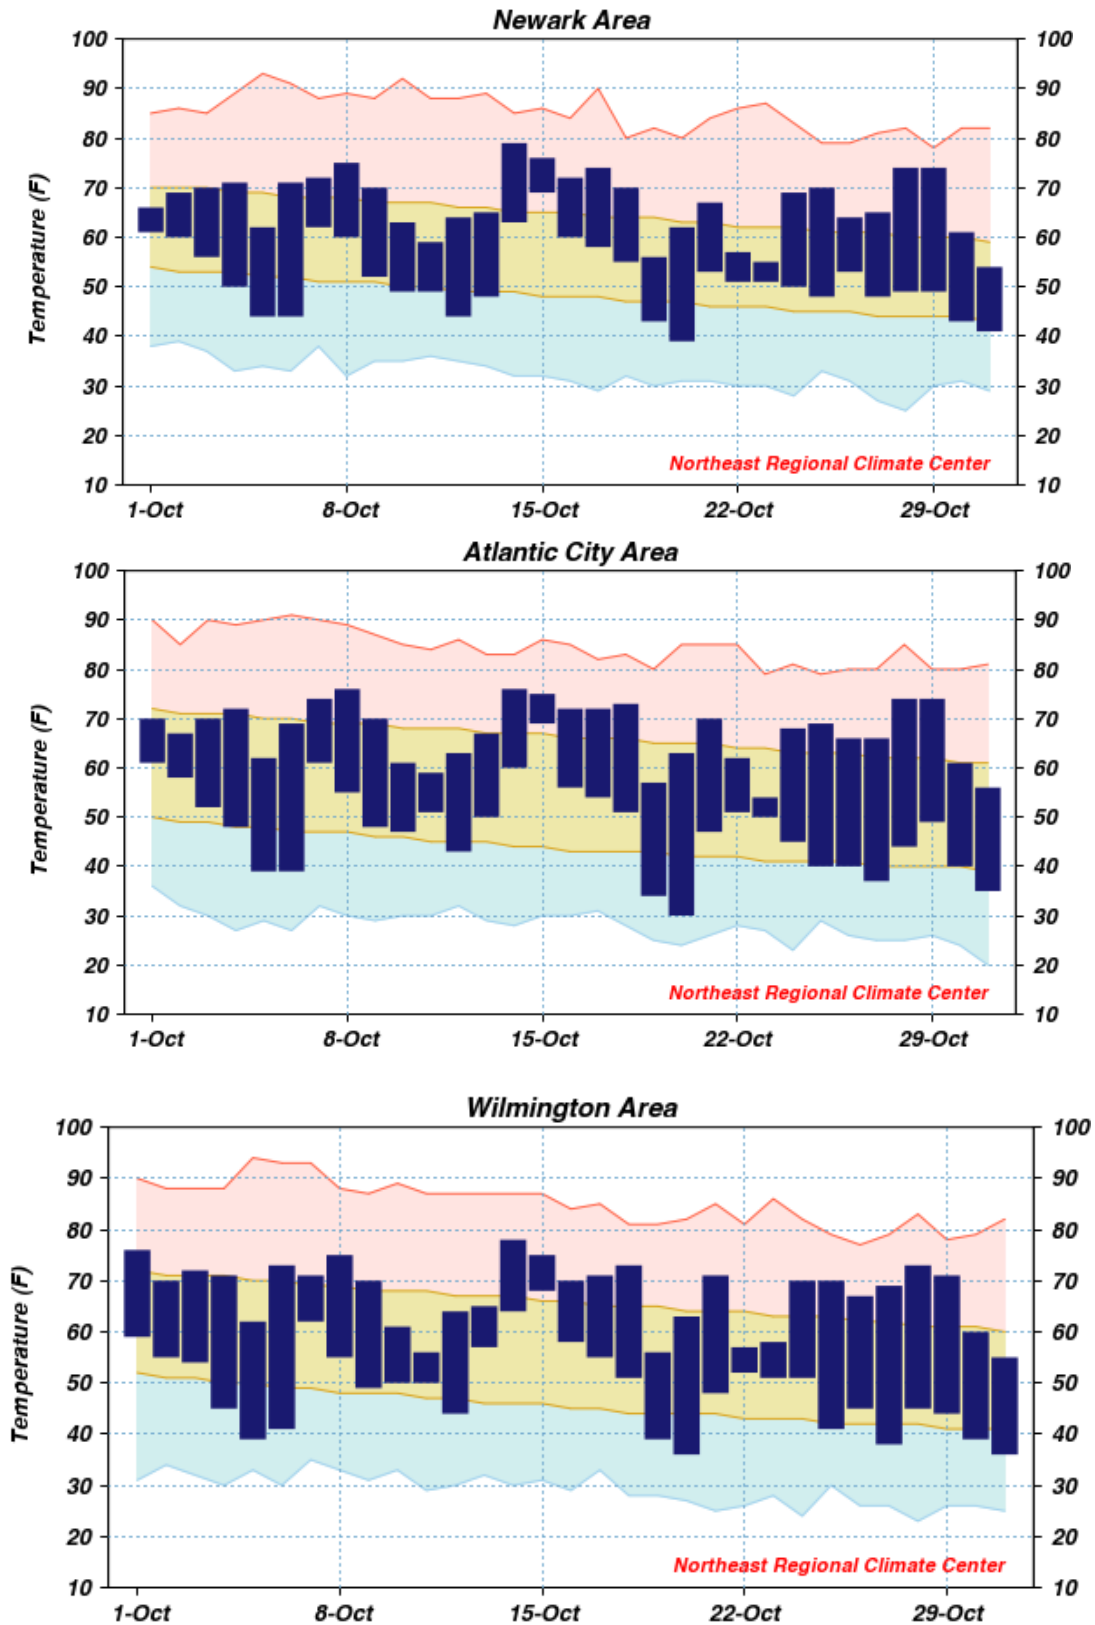 Newark Area
100 100
90 90
80 80
70 70
60 60
50 50
40 40
30 30
20 20
10 10
Temperature (F)
Northeast Regional Climate Center
1-Oct 8-Oct 15-Oct 22-Oct 29-Oct
Atlantic City Area
100 100
90 90
80 80
70 70
60 60
50 50
40 40
30 30
20 20
10 10
Temperature (F)
Northeast Regional Climate Center
1-Oct 8-Oct 15-Oct 22-Oct 29-Oct
Wilmington Area
100 100
90 90
80 80
70 70
60 60
50 50
40 40
30 30
20 20
10 10
Temperature (F)
Northeast Regional Climate Center
1-Oct 8-Oct 15-Oct 22-Oct 29-Oct